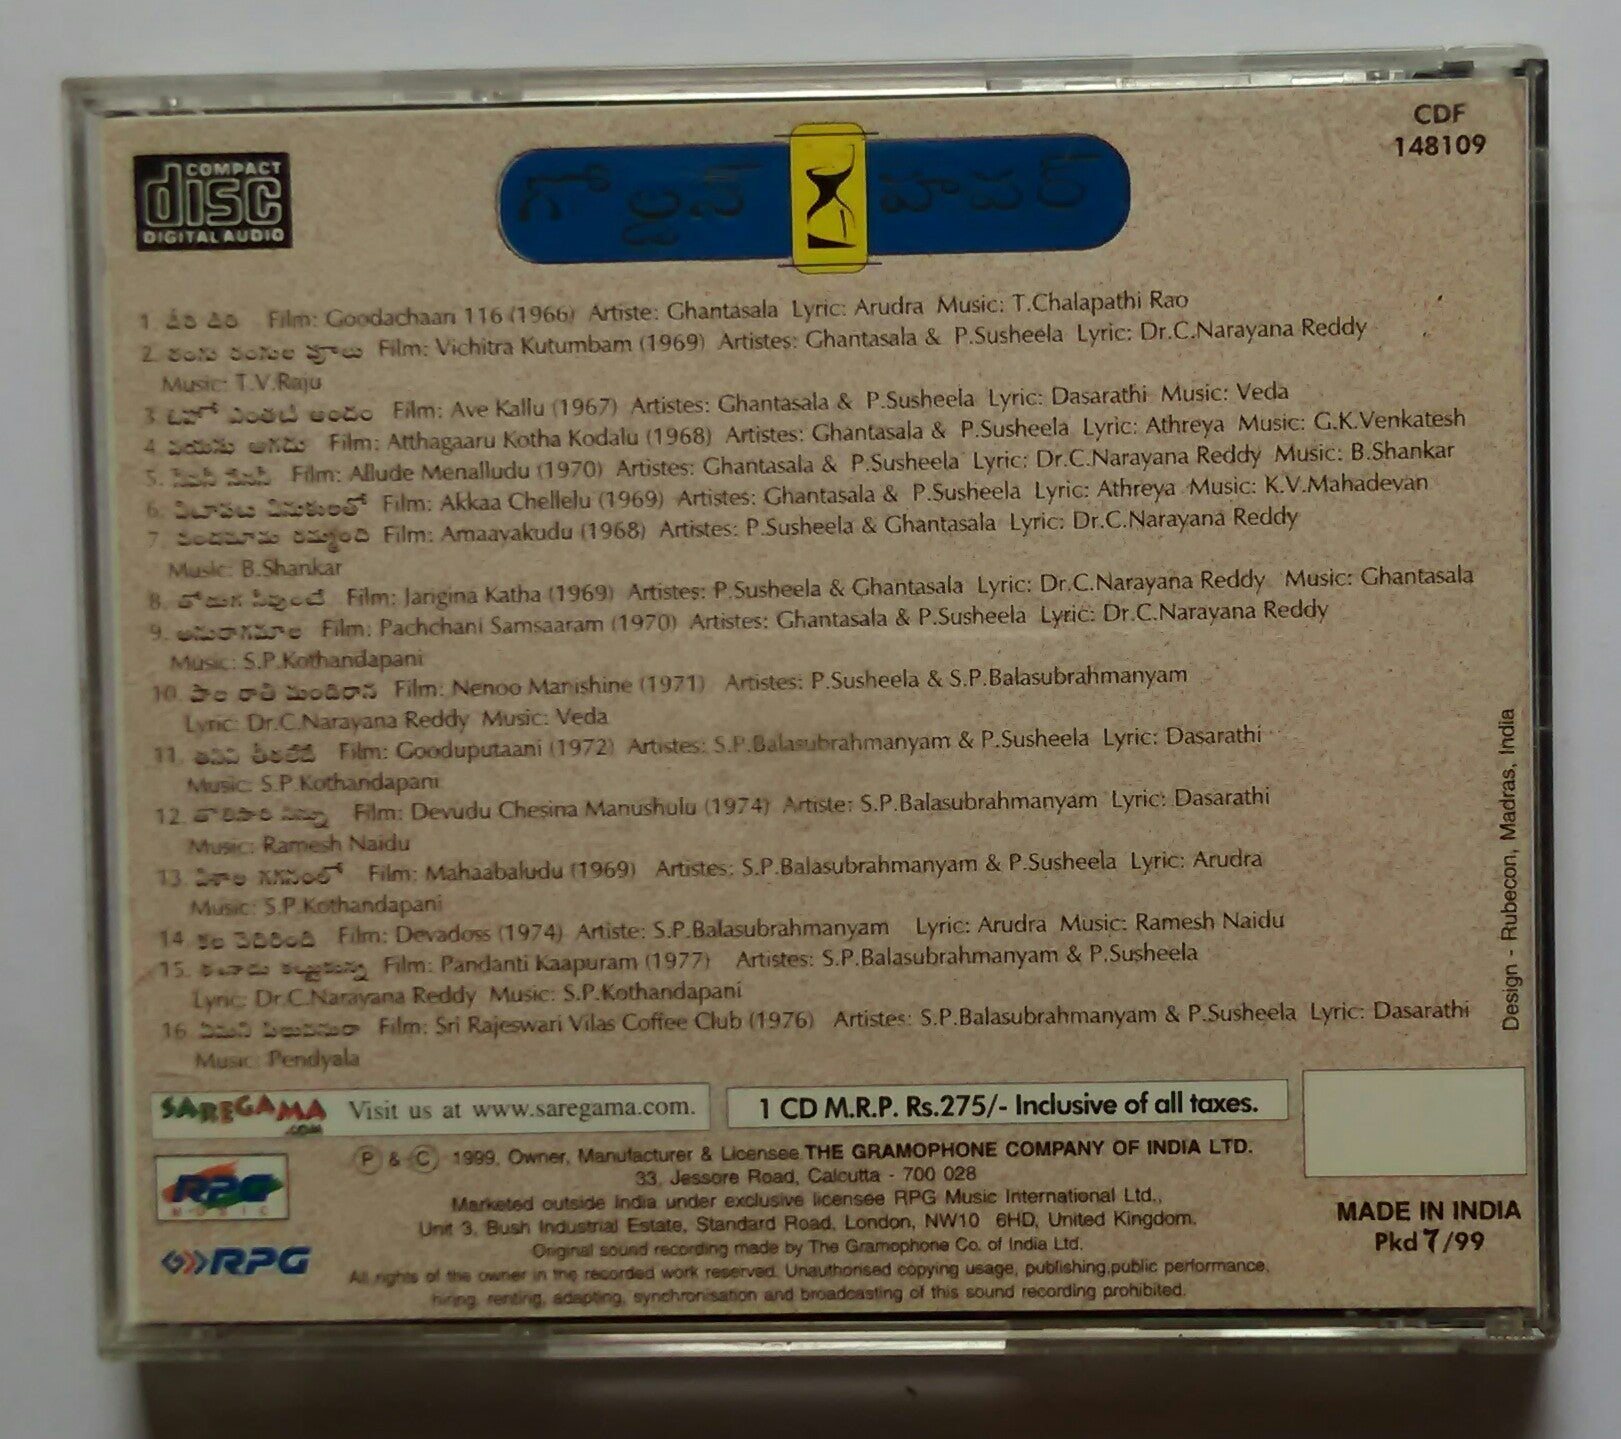 CDF
148109
COMPACT
disc
DIGITAL AUDIO
గోల్డెన్ హవర్
1. Film: Goodachaari 116 (1966) Artiste: Ghantasala Lyric: Arudra Music: T.Chalapathi Rao
2. Film: Vichitra Kutumbam (1969) Artistes: Ghantasala & P.Susheela Lyric: Dr.C.Narayana Reddy
Music: T.V.Raju
3. ఓహో ఎంతటి అందం Film: Ave Kallu (1967) Artistes: Ghantasala & P.Susheela Lyric: Dasarathi Music: Veda
4. Film: Atthagaaru Kotha Kodalu (1968) Artistes: Ghantasala & P.Susheela Lyric: Athreya Music: G.K.Venkatesh
5. Film: Allude Menalludu (1970) Artistes: Ghantasala & P.Susheela Lyric: Dr.C.Narayana Reddy Music: B.Shankar
6. Film: Akkaa Chellelu (1969) Artistes: Ghantasala & P.Susheela Lyric: Athreya Music: K.V.Mahadevan
7. Film: Amaayakudu (1968) Artistes: P.Susheela & Ghantasala Lyric: Dr.C.Narayana Reddy
Music: B.Shankar
8. Film: Jarigina Katha (1969) Artistes: P.Susheela & Ghantasala Lyric: Dr.C.Narayana Reddy Music: Ghantasala
9. Film: Pachchani Samsaaram (1970) Artistes: Ghantasala & P.Susheela Lyric: Dr.C.Narayana Reddy
Music: S.P.Kothandapani
10. Film: Nenoo Manishine (1971) Artistes: P.Susheela & S.P.Balasubrahmanyam
Lyric: Dr.C.Narayana Reddy Music: Veda
11. Film: Gooduputaani (1972) Artistes: S.P.Balasubrahmanyam & P.Susheela Lyric: Dasarathi
Music: S.P.Kothandapani
12. Film: Devudu Chesina Manushulu (1974) Artiste: S.P.Balasubrahmanyam Lyric: Dasarathi
Music: Ramesh Naidu
13. Film: Mahaabaludu (1969) Artistes: S.P.Balasubrahmanyam & P.Susheela Lyric: Arudra
Music: S.P.Kothandapani
14. Film: Devadoss (1974) Artiste: S.P.Balasubrahmanyam Lyric: Arudra Music: Ramesh Naidu
15. Film: Pandanti Kaapuram (1977) Artistes: S.P.Balasubrahmanyam & P.Susheela
Lyric: Dr.C.Narayana Reddy Music: S.P.Kothandapani
16. Film: Sri Rajeswari Vilas Coffee Club (1976) Artistes: S.P.Balasubrahmanyam & P.Susheela Lyric: Dasarathi
Music: Pendyala
Design - Rubecon, Madras, India
SAREGAMA .COM Visit us at www.saregama.com.
1 CD M.R.P. Rs.275/- Inclusive of all taxes.
RPG
MUSIC
RPG
P & C 1999, Owner, Manufacturer & Licensee THE GRAMOPHONE COMPANY OF INDIA LTD.
33, Jessore Road, Calcutta - 700 028
Marketed outside India under exclusive licensee RPG Music International Ltd.,
Unit 3, Bush Industrial Estate, Standard Road, London, NW10 6HD, United Kingdom.
Original sound recording made by The Gramophone Co. of India Ltd.
All rights of the owner in the recorded work reserved. Unauthorised copying usage, publishing,public performance,
hiring, renting, adapting, synchronisation and broadcasting of this sound recording prohibited.
MADE IN INDIA
Pkd 7/99